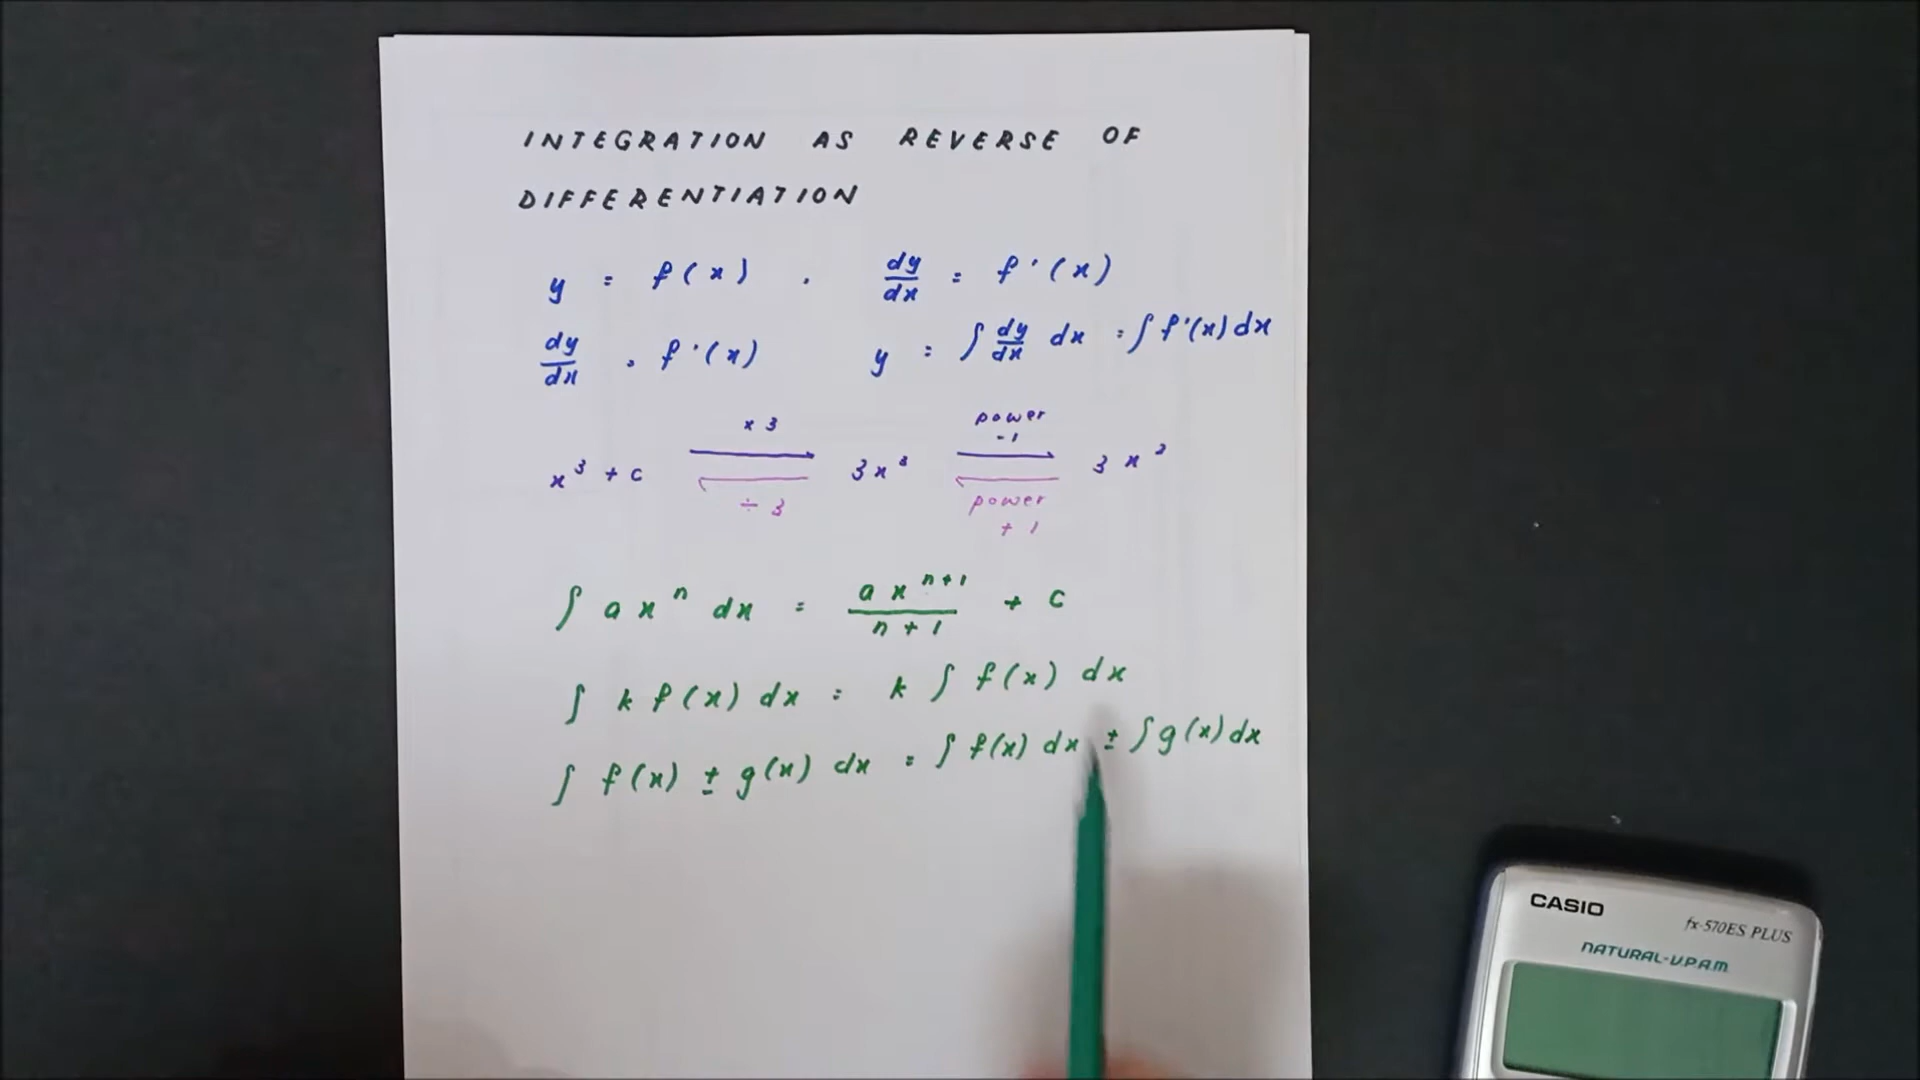 INTEGRATION AS REVERSE OF
DIFFERENTIATION
y = f(x) . dy/dx = f'(x)
dy/dx = f'(x) y = ∫ dy/dx dx = ∫ f'(x) dx
x 3 power -1
x³ + c 3x³ 3x²
÷ 3 power + 1
∫ a xⁿ dx = a xⁿ⁺¹/n + 1 + c
∫ k f(x) dx = k ∫ f(x) dx
∫ f(x) ± g(x) dx = ∫ f(x) dx ± ∫ g(x) dx
CASIO
fx-570ES PLUS
NATURAL-V.P.A.M.